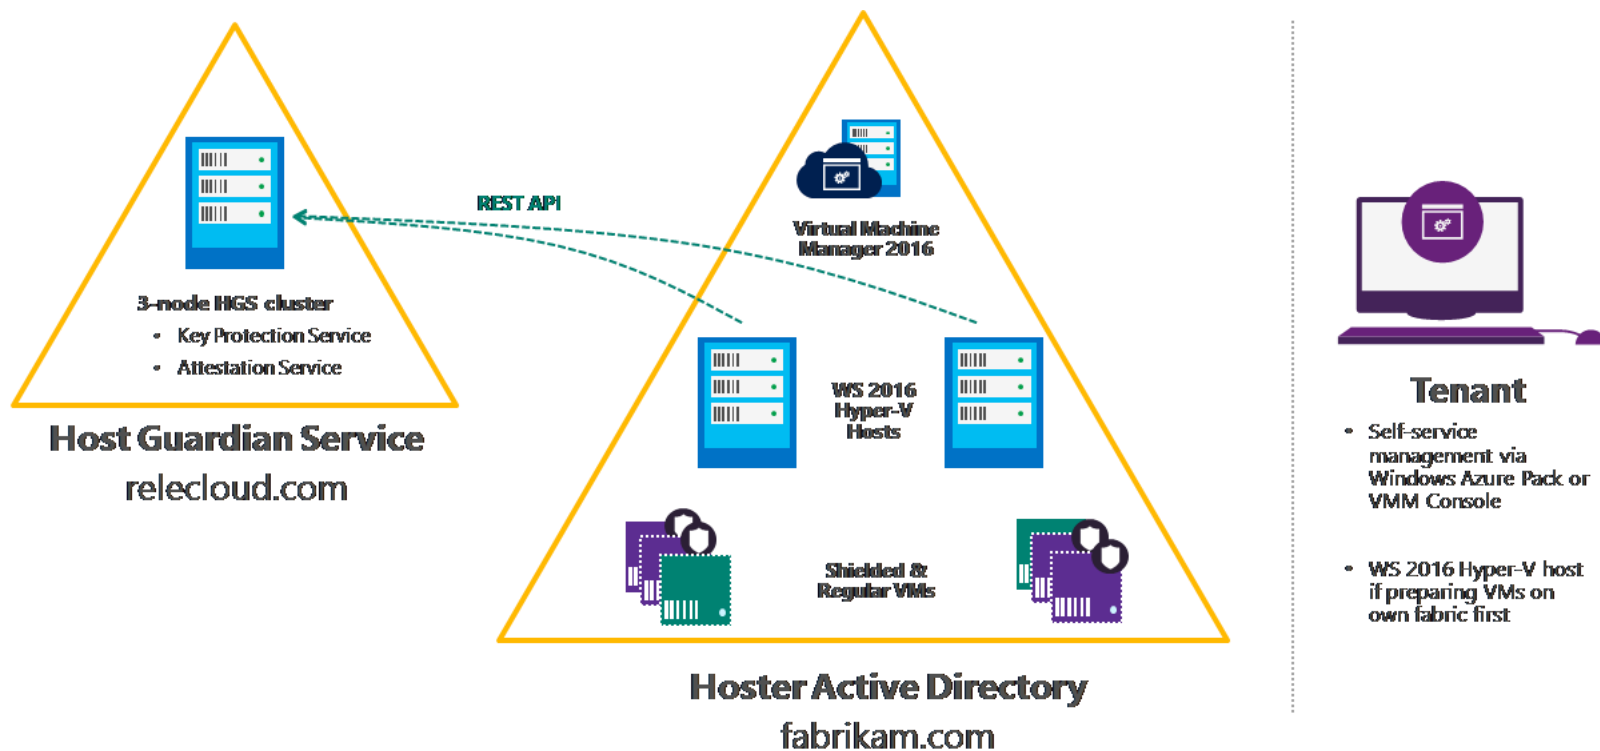 REST API
Virtual Machine
Manager 2016
3-node HGS cluster
• Key Protection Service
• Attestation Service
Host Guardian Service
relecloud.com
WS 2016
Hyper-V
Hosts
Shielded &
Regular VMs
Hoster Active Directory
fabrikam.com
Tenant
• Self-service
management via
Windows Azure Pack or
VMM Console
• WS 2016 Hyper-V host
if preparing VMs on
own fabric first